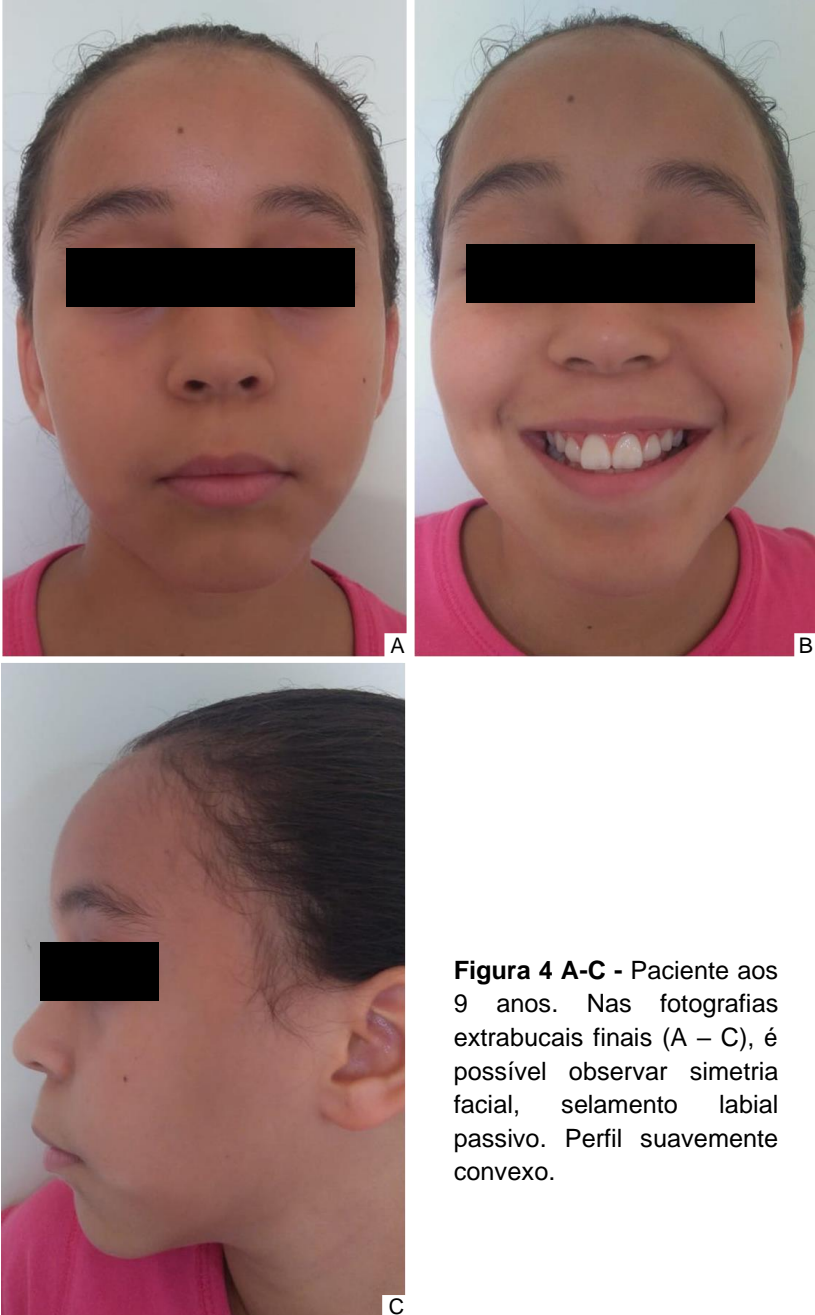 A
B
C
Figura 4 A-C - Paciente aos
9 anos. Nas fotografias
extrabucais finais (A – C), é
possível observar simetria
facial, selamento labial
passivo. Perfil suavemente
convexo.